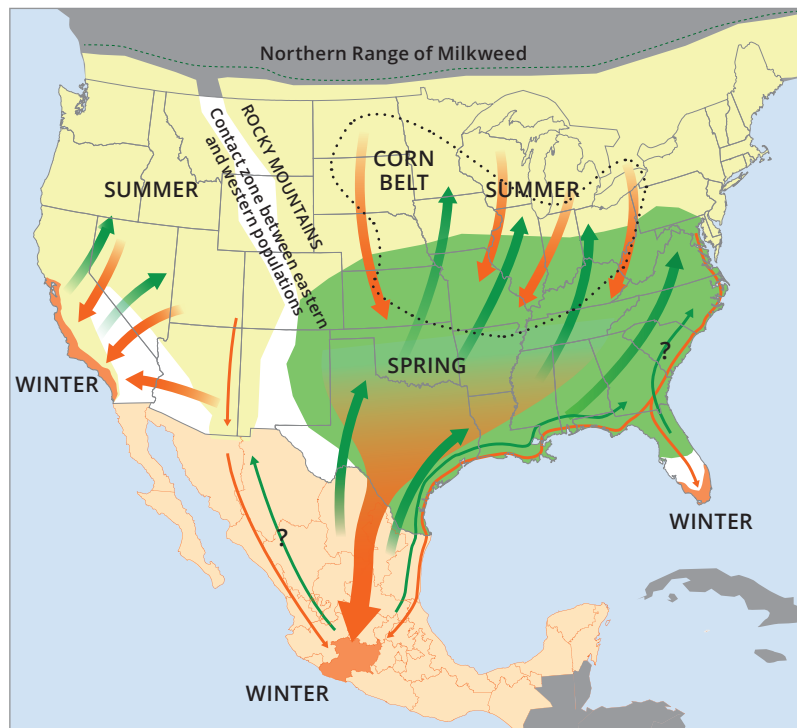 Northern Range of Milkweed
ROCKY MOUNTAINS
Contact zone between eastern
and western populations
CORN
BELT
SUMMER
SUMMER
SPRING
?
WINTER
WINTER
?
WINTER